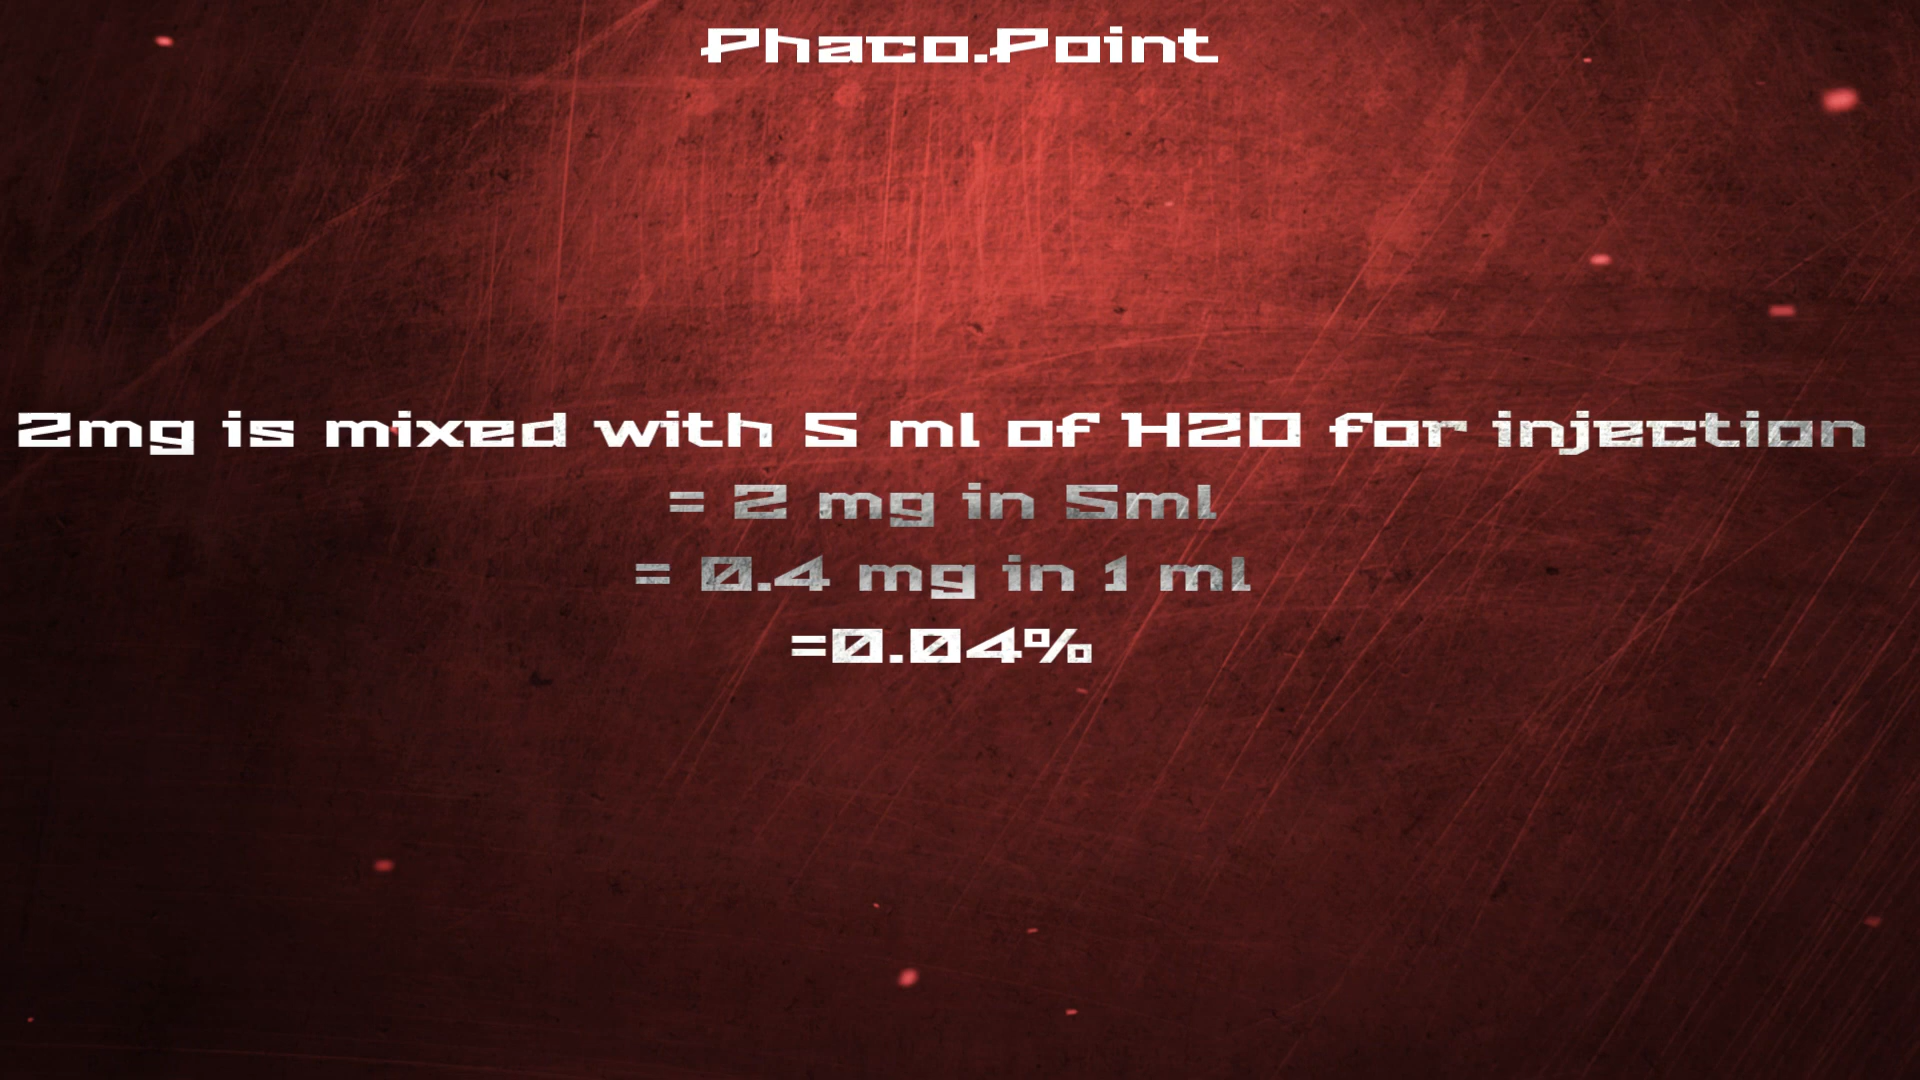 Phaco.Point
2mg is mixed with 5 ml of H2O for injection
= 2 mg in 5ml
= 0.4 mg in 1 ml
=0.04%